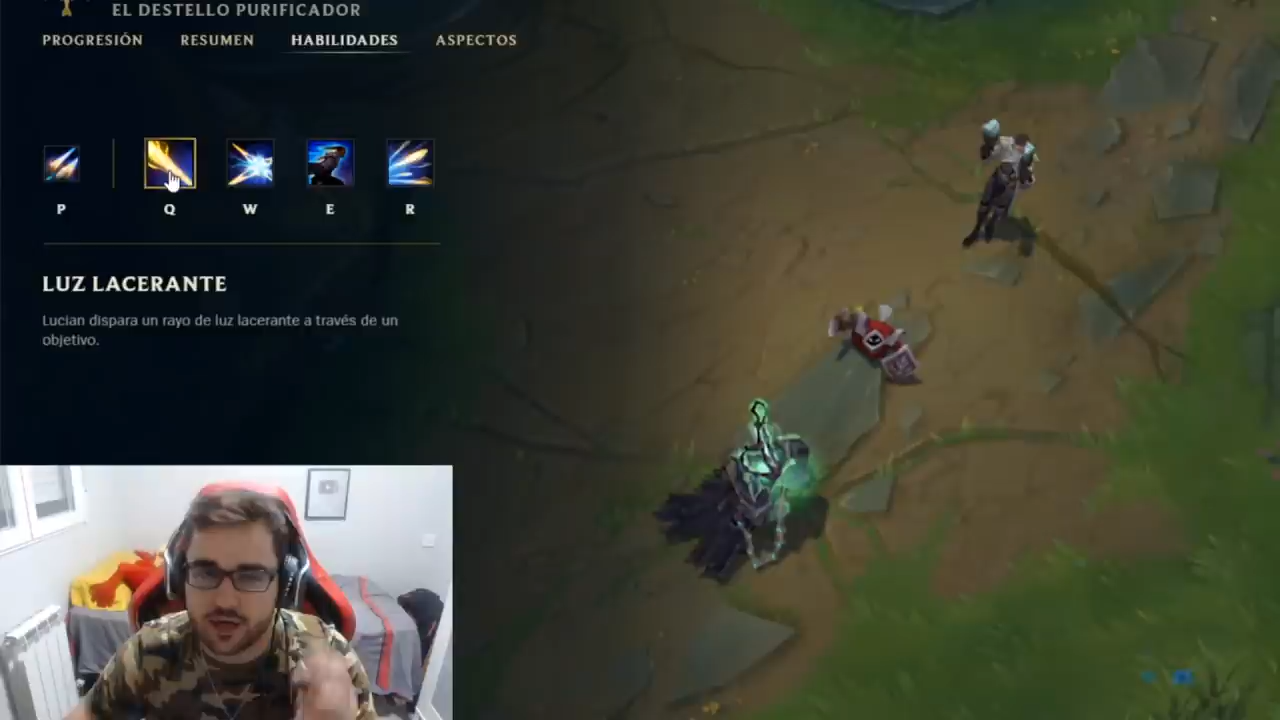 EL DESTELLO PURIFICADOR
PROGRESIÓN RESUMEN HABILIDADES ASPECTOS
P Q W E R
LUZ LACERANTE
Lucian dispara un rayo de luz lacerante a través de un
objetivo.